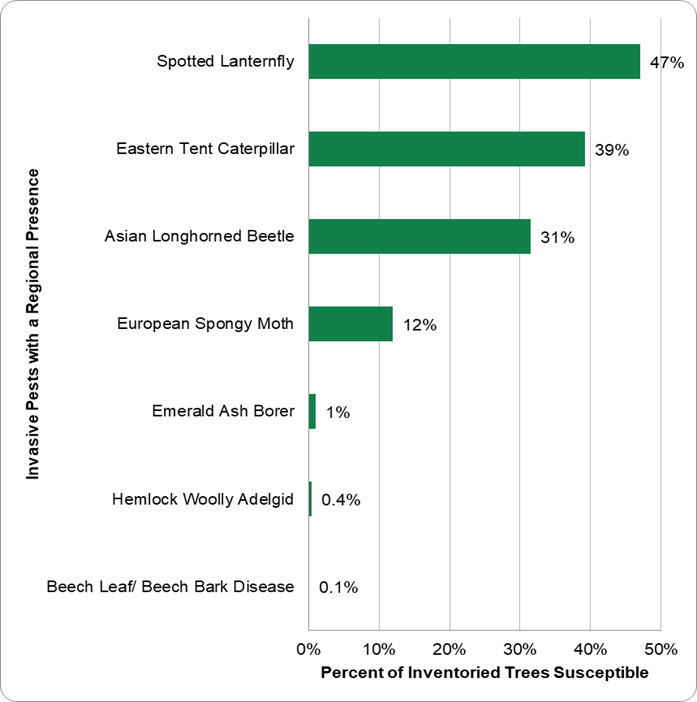 Invasive Pests with a Regional Presence
Spotted Lanternfly 47%
Eastern Tent Caterpillar 39%
Asian Longhorned Beetle 31%
European Spongy Moth 12%
Emerald Ash Borer 1%
Hemlock Woolly Adelgid 0.4%
Beech Leaf/ Beech Bark Disease 0.1%
0% 10% 20% 30% 40% 50%
Percent of Inventoried Trees Susceptible